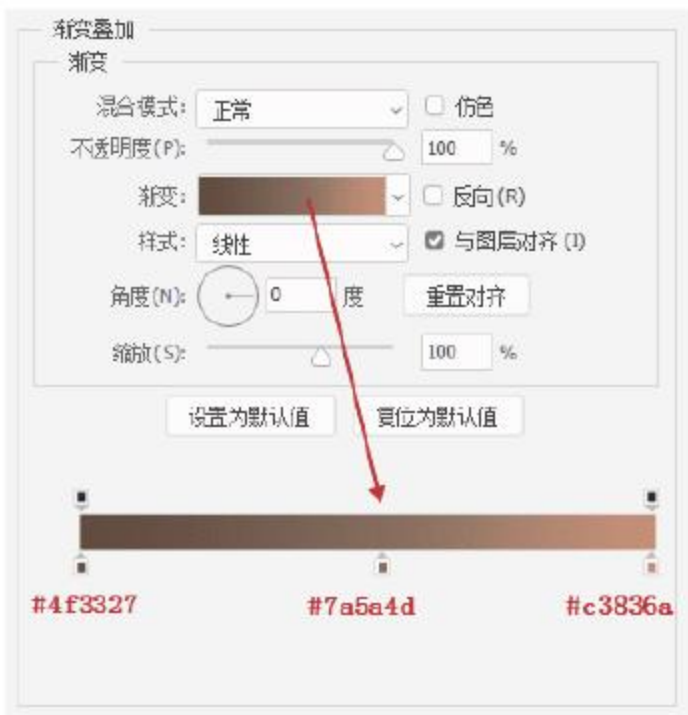 渐变叠加
渐变
混合模式: 正常 仿色
不透明度(P): 100 %
渐变: 反向(R)
样式: 线性 与图层对齐(I)
角度(N): 0 度 重置对齐
缩放(S): 100 %
设置为默认值 复位为默认值
#4f3327 #7a5a4d #c3836a